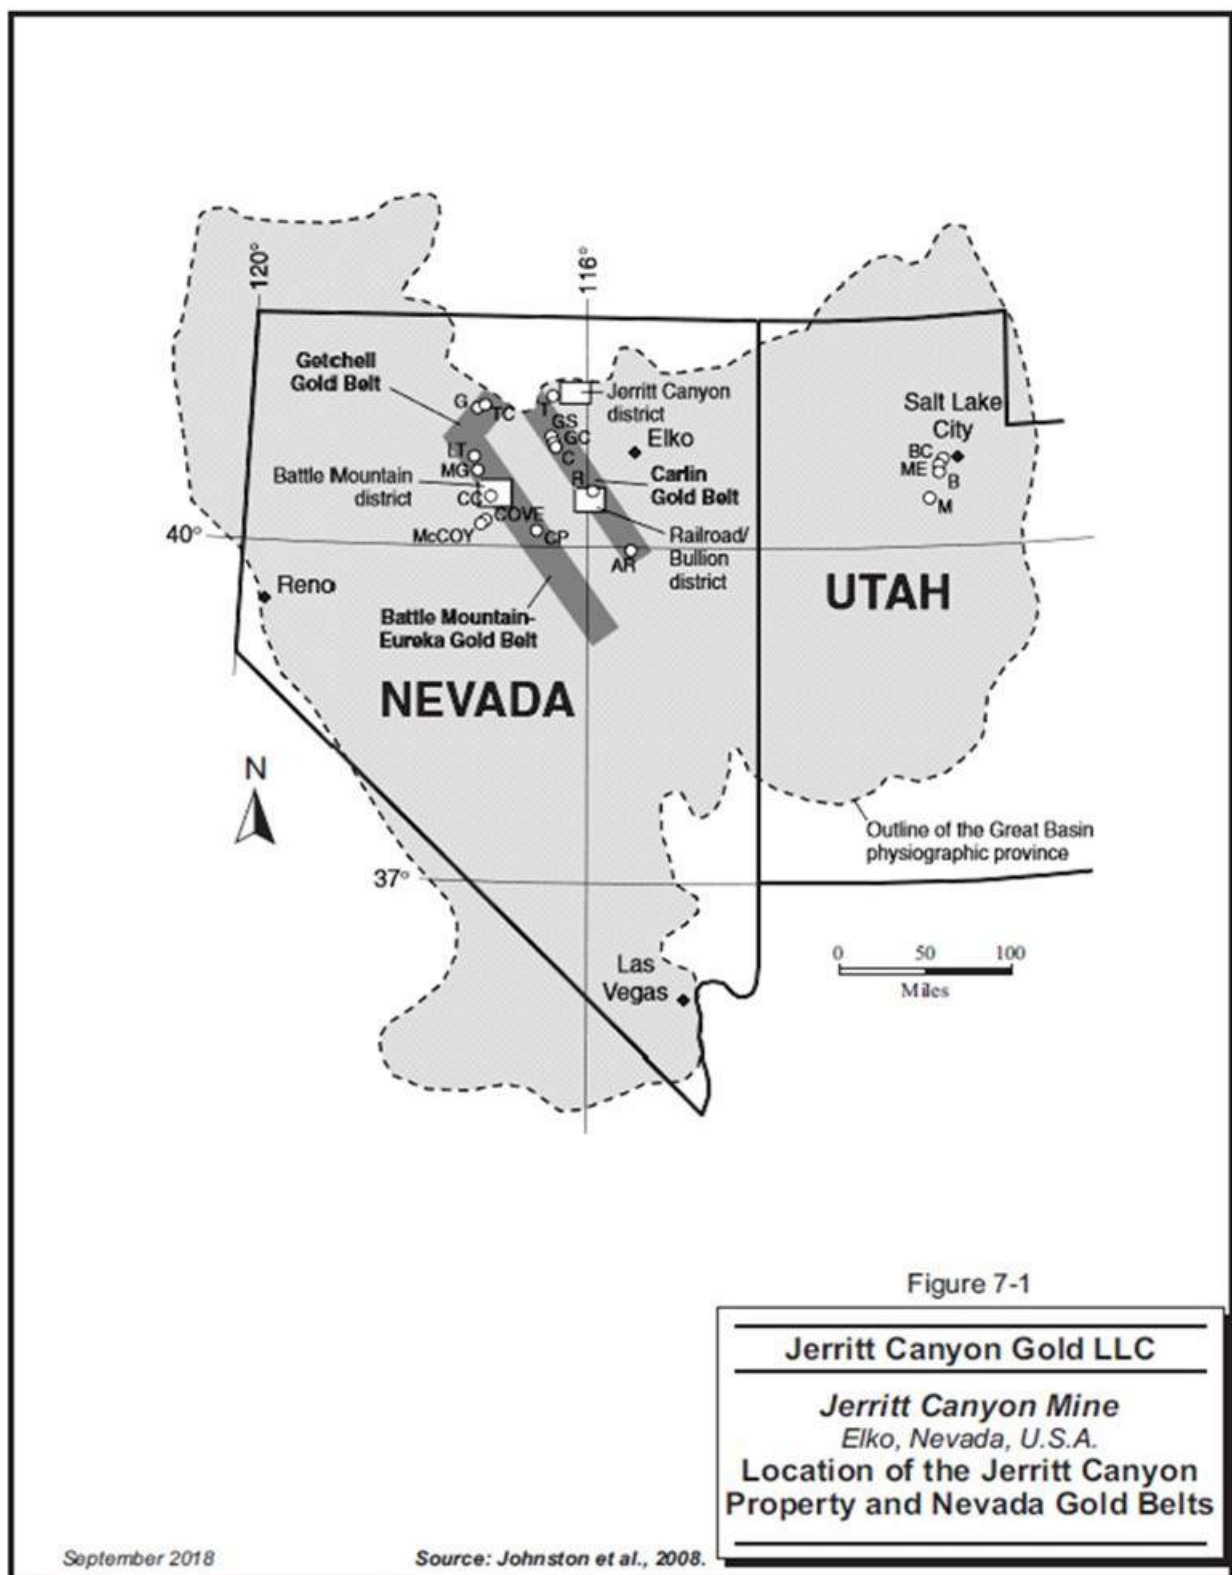 120°
116°
Getchell
Gold Belt
G
TC
T
Jerritt Canyon
district
GS
GC
C
Elko
Salt Lake
City
BC
ME
B
M
LT
MG
Battle Mountain
district
CC
R
Carlin
Gold Belt
COVE
McCOY
CP
Railroad/
Bullion
district
AR
40°
Reno
UTAH
Battle Mountain-
Eureka Gold Belt
NEVADA
N
Outline of the Great Basin
physiographic province
37°
0 50 100
Miles
Las
Vegas
Figure 7-1
Jerritt Canyon Gold LLC
Jerritt Canyon Mine
Elko, Nevada, U.S.A.
Location of the Jerritt Canyon
Property and Nevada Gold Belts
September 2018
Source: Johnston et al., 2008.